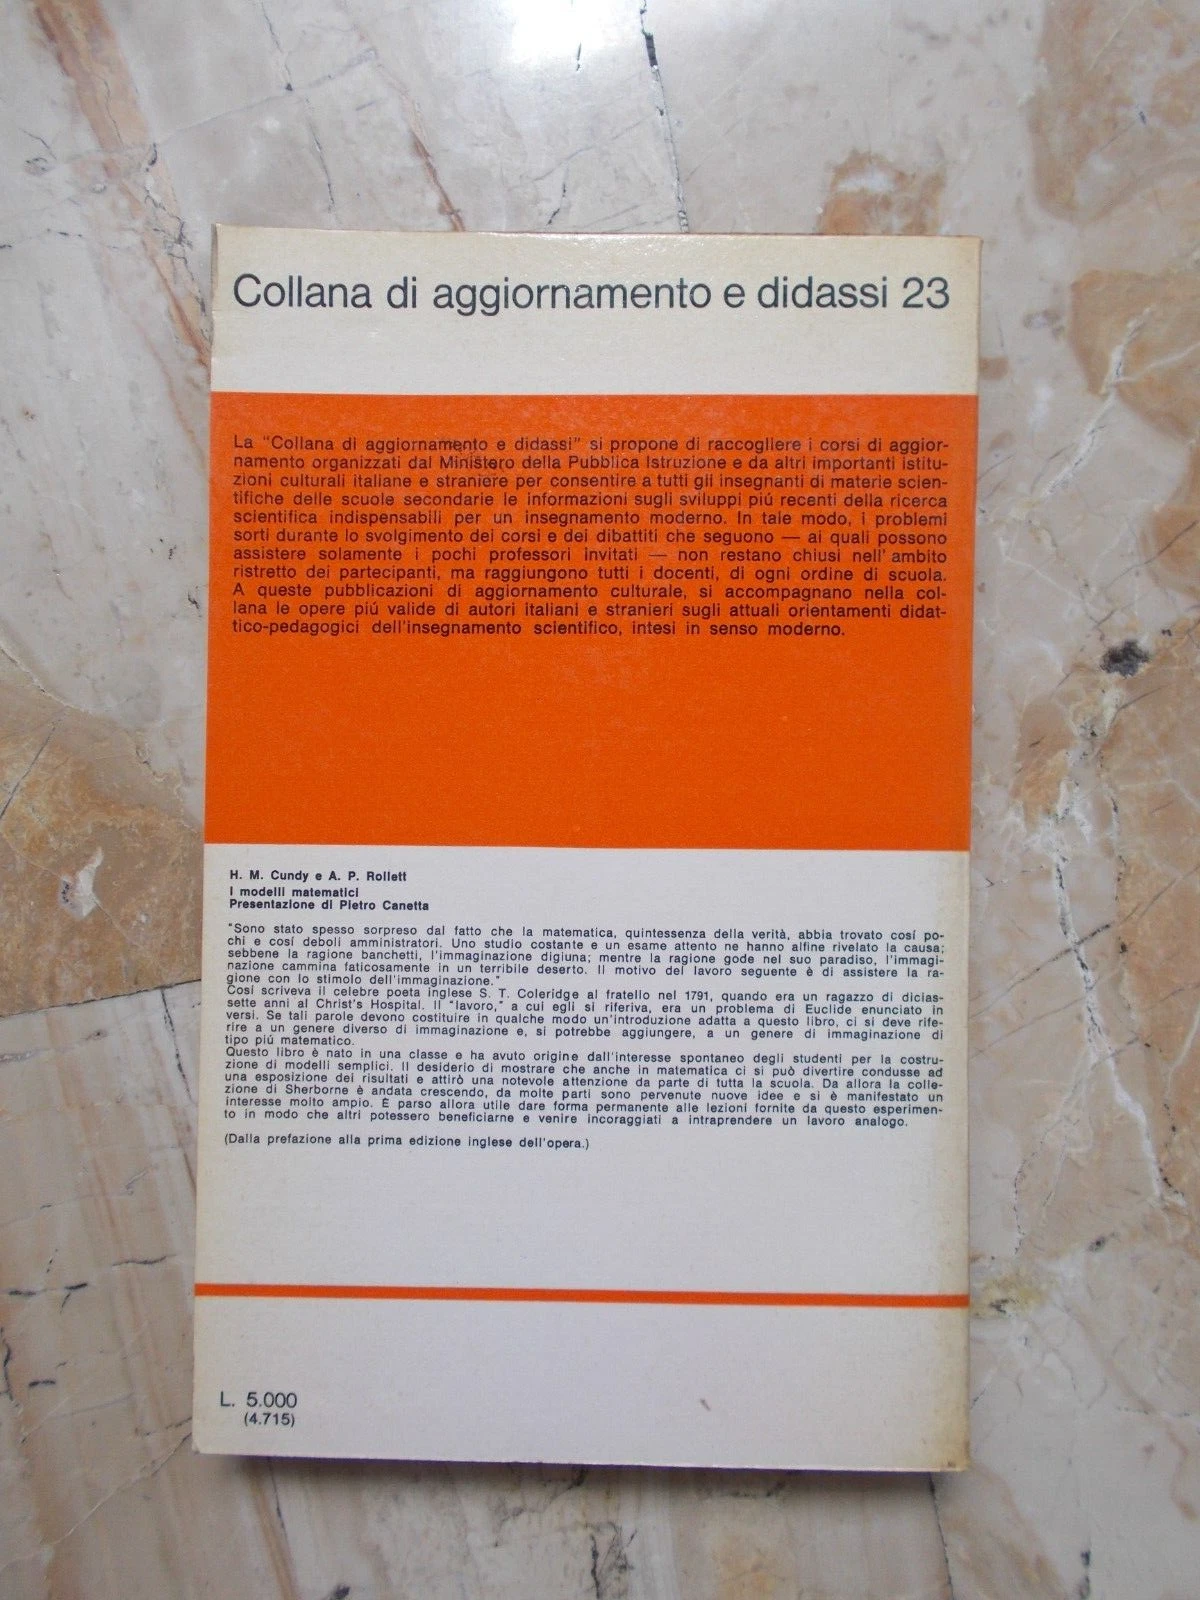 Collana di aggiornamento e didassi 23
La "Collana di aggiornamento e didassi" si propone di raccogliere i corsi di aggior-
namento organizzati dal Ministero della Pubblica Istruzione e da altri importanti istitu-
zioni culturali italiane e straniere per consentire a tutti gli insegnanti di materie scien-
tifiche delle scuole secondarie le informazioni sugli sviluppi piú recenti della ricerca
scientifica indispensabili per un insegnamento moderno. In tale modo, i problemi
sorti durante lo svolgimento dei corsi e dei dibattiti che seguono — ai quali possono
assistere solamente i pochi professori invitati — non restano chiusi nell'ambito
ristretto dei partecipanti, ma raggiungono tutti i docenti, di ogni ordine di scuola.
A queste pubblicazioni di aggiornamento culturale, si accompagnano nella col-
lana le opere piú valide di autori italiani e stranieri sugli attuali orientamenti didat-
tico-pedagogici dell'insegnamento scientifico, intesi in senso moderno.
H. M. Cundy e A. P. Rollett
I modelli matematici
Presentazione di Pietro Canetta
"Sono stato spesso sorpreso dal fatto che la matematica, quintessenza della verità, abbia trovato cosí po-
chi e cosí deboli amministratori. Uno studio costante e un esame attento ne hanno alfine rivelato la causa;
sebbene la ragione banchetti, l'immaginazione digiuna; mentre la ragione gode nel suo paradiso, l'immagi-
nazione cammina faticosamente in un terribile deserto. Il motivo del lavoro seguente è di assistere la ra-
gione con lo stimolo dell'immaginazione."
Cosí scriveva il celebre poeta inglese S. T. Coleridge al fratello nel 1791, quando era un ragazzo di dicias-
sette anni al Christ's Hospital. Il "lavoro," a cui egli si riferiva, era un problema di Euclide enunciato in
versi. Se tali parole devono costituire in qualche modo un'introduzione adatta a questo libro, ci si deve rife-
rire a un genere diverso di immaginazione e, si potrebbe aggiungere, a un genere di immaginazione di
tipo piú matematico.
Questo libro è nato in una classe e ha avuto origine dall'interesse spontaneo degli studenti per la costru-
zione di modelli semplici. Il desiderio di mostrare che anche in matematica ci si può divertire condusse ad
una esposizione dei risultati e attirò una notevole attenzione da parte di tutta la scuola. Da allora la colle-
zione di Sherborne è andata crescendo, da molte parti sono pervenute nuove idee e si è manifestato un
interesse molto ampio. È parso allora utile dare forma permanente alle lezioni fornite da questo esperimen-
to in modo che altri potessero beneficiarne e venire incoraggiati a intraprendere un lavoro analogo.
(Dalla prefazione alla prima edizione inglese dell'opera.)
L. 5.000
(4.715)